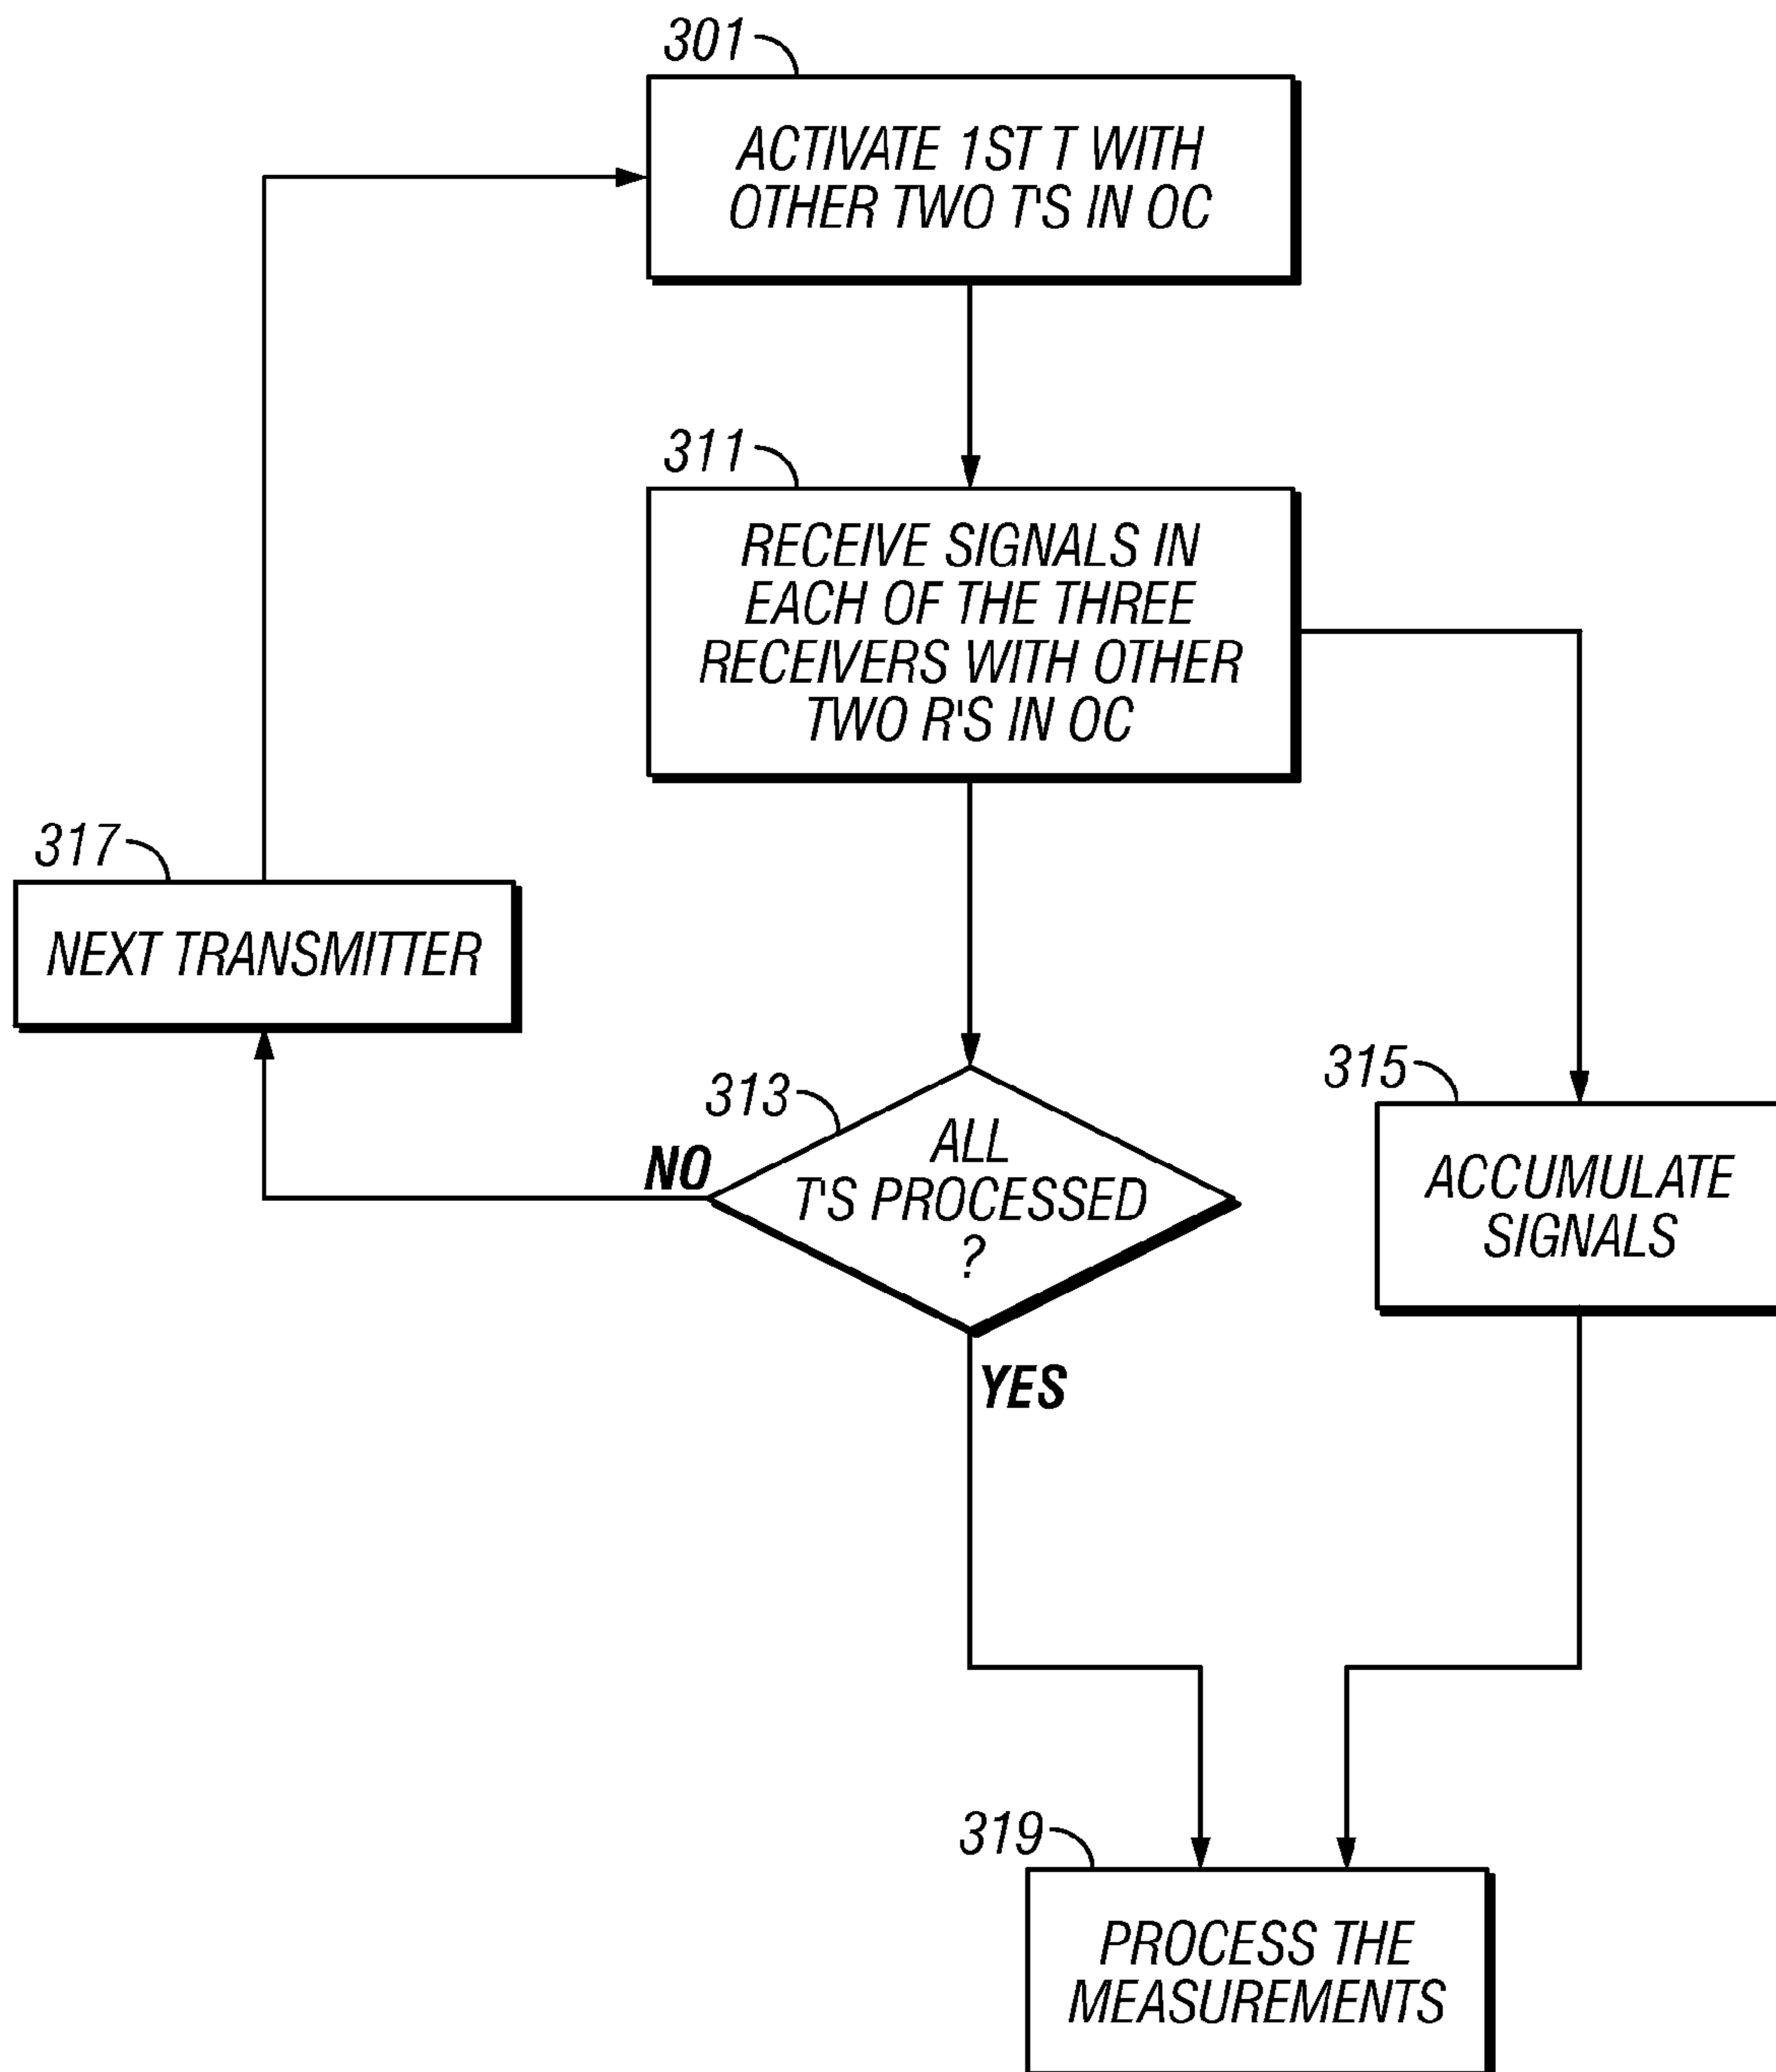 301
ACTIVATE 1ST T WITH
OTHER TWO T'S IN OC
311
RECEIVE SIGNALS IN
EACH OF THE THREE
RECEIVERS WITH OTHER
TWO R'S IN OC
317
NEXT TRANSMITTER
313
NO
ALL
T'S PROCESSED
?
YES
315
ACCUMULATE
SIGNALS
319
PROCESS THE
MEASUREMENTS